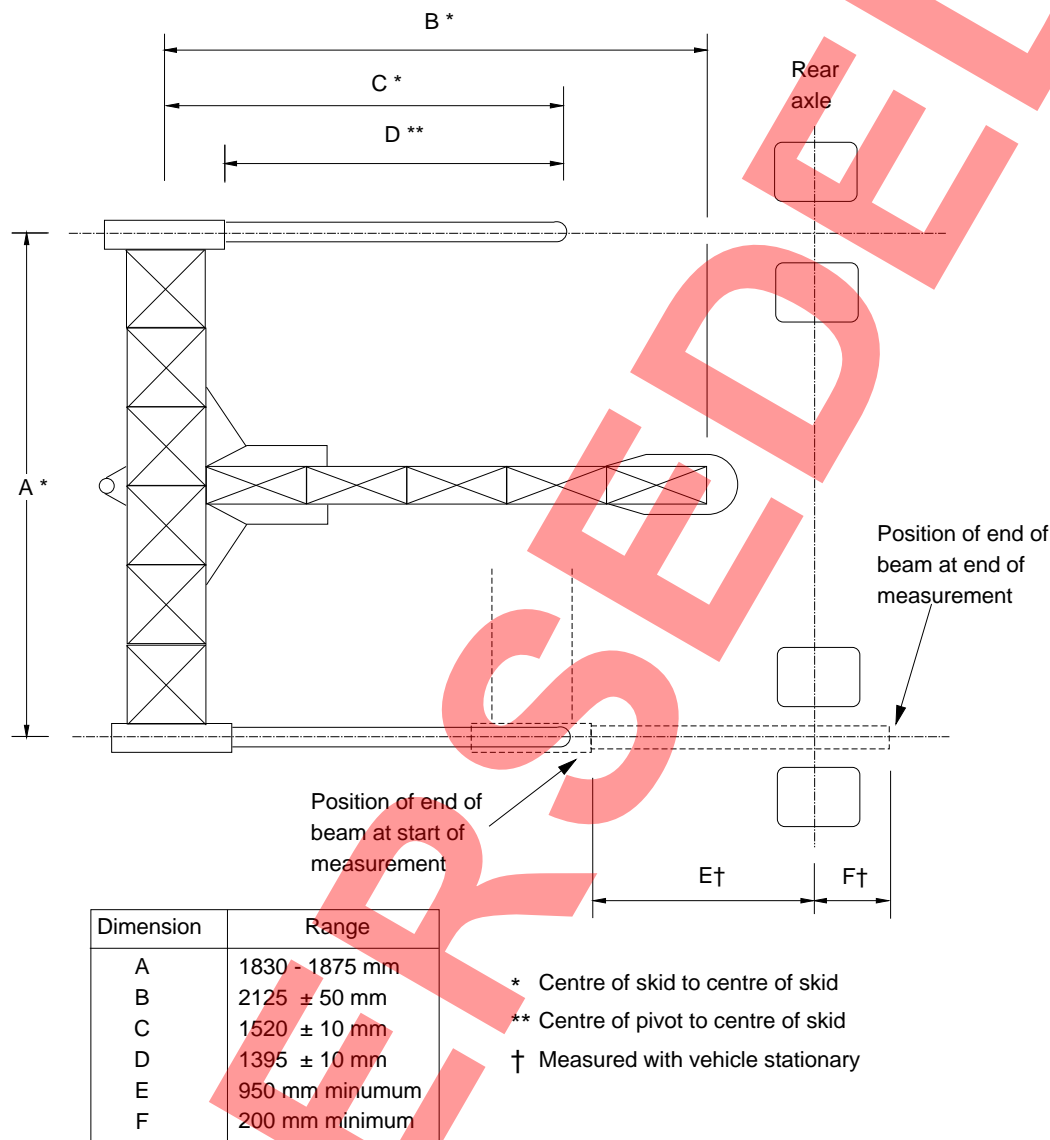 B *
C *
D **
Rear
axle
A *
Position of end of
beam at end of
measurement
Position of end of
beam at start of
measurement
E†
F†
Dimension Range
A 1830 - 1875 mm
B 2125 ± 50 mm
C 1520 ± 10 mm
D 1395 ± 10 mm
E 950 mm minumum
F 200 mm minimum
* Centre of skid to centre of skid
** Centre of pivot to centre of skid
† Measured with vehicle stationary
ERSEDE